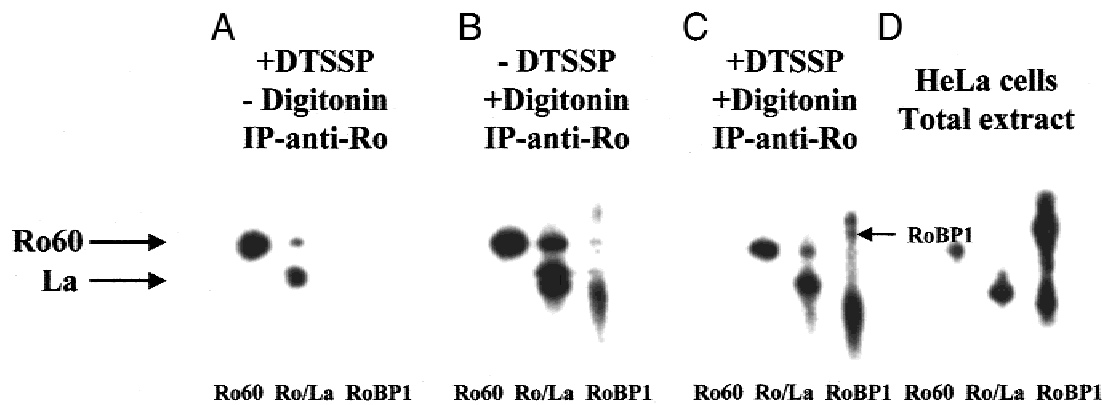 A
+DTSSP
- Digitonin
IP-anti-Ro
B
- DTSSP
+Digitonin
IP-anti-Ro
C
+DTSSP
+Digitonin
IP-anti-Ro
D
HeLa cells
Total extract
Ro60
La
RoBP1
Ro60 Ro/La RoBP1
Ro60 Ro/La RoBP1
Ro60 Ro/La RoBP1
Ro60 Ro/La RoBP1